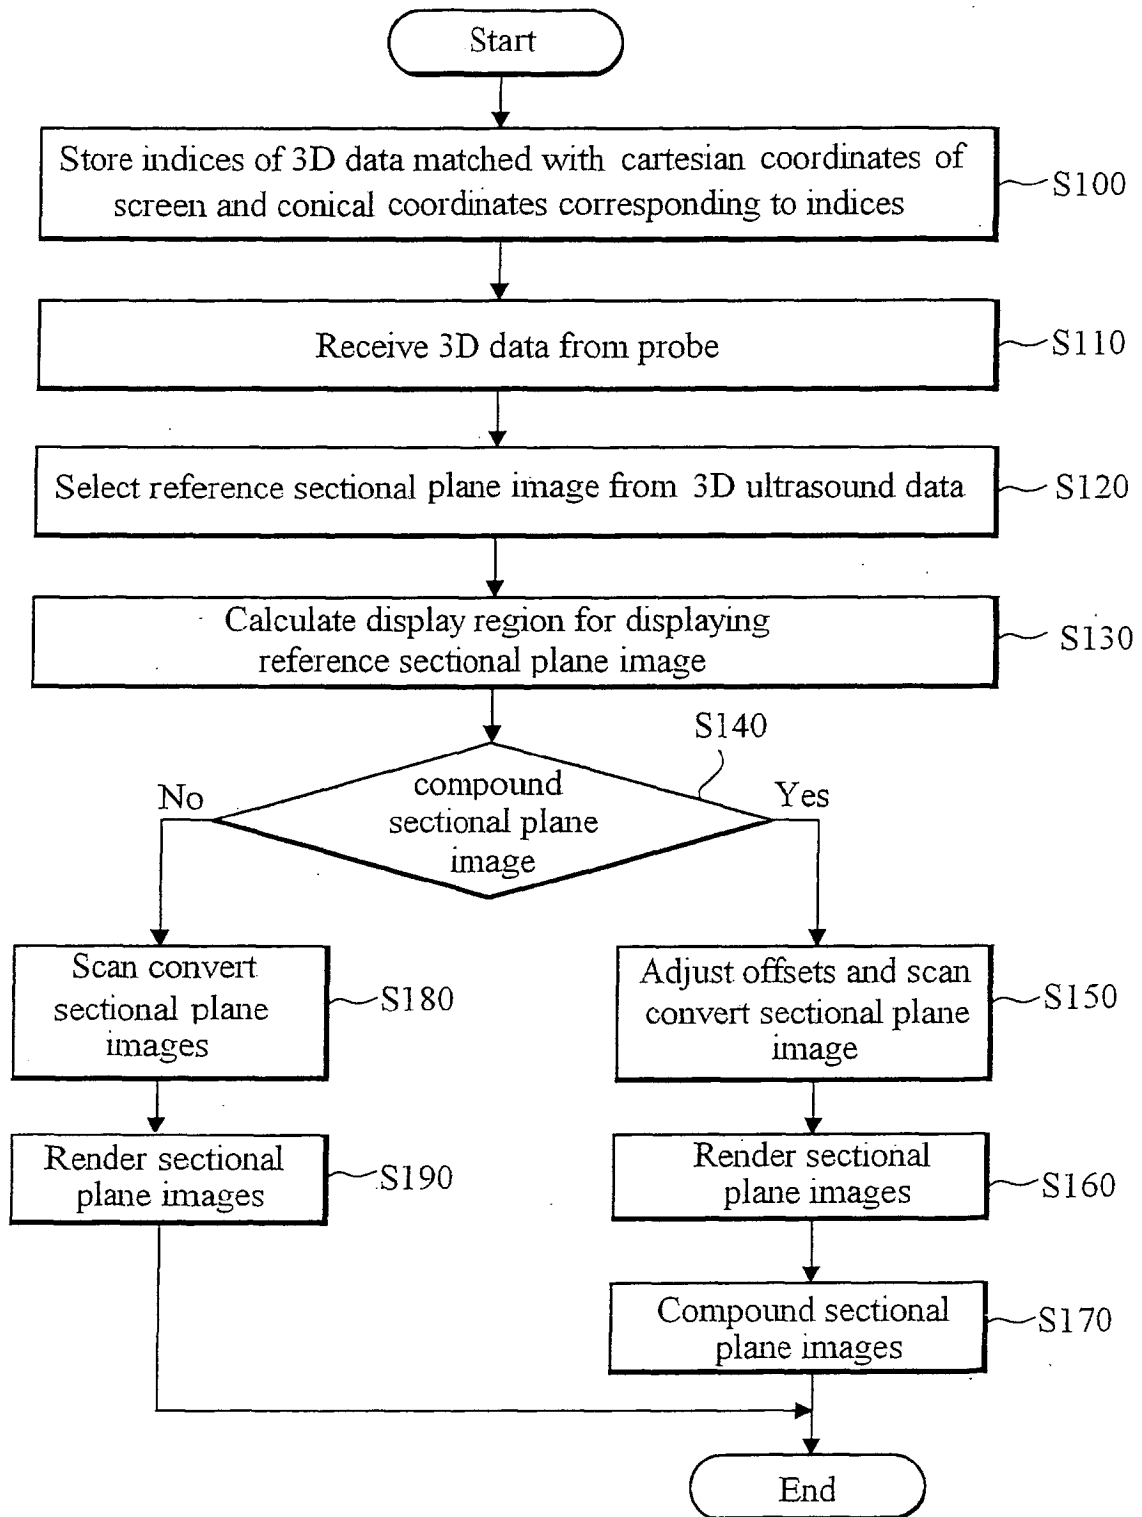 Start
Store indices of 3D data matched with cartesian coordinates of
screen and conical coordinates corresponding to indices
S100
Receive 3D data from probe
S110
Select reference sectional plane image from 3D ultrasound data
S120
Calculate display region for displaying
reference sectional plane image
S130
S140
compound
sectional plane
image
No
Yes
Scan convert
sectional plane
images
S180
Adjust offsets and scan
convert sectional plane
image
S150
Render sectional
plane images
S190
Render sectional
plane images
S160
Compound sectional
plane images
S170
End